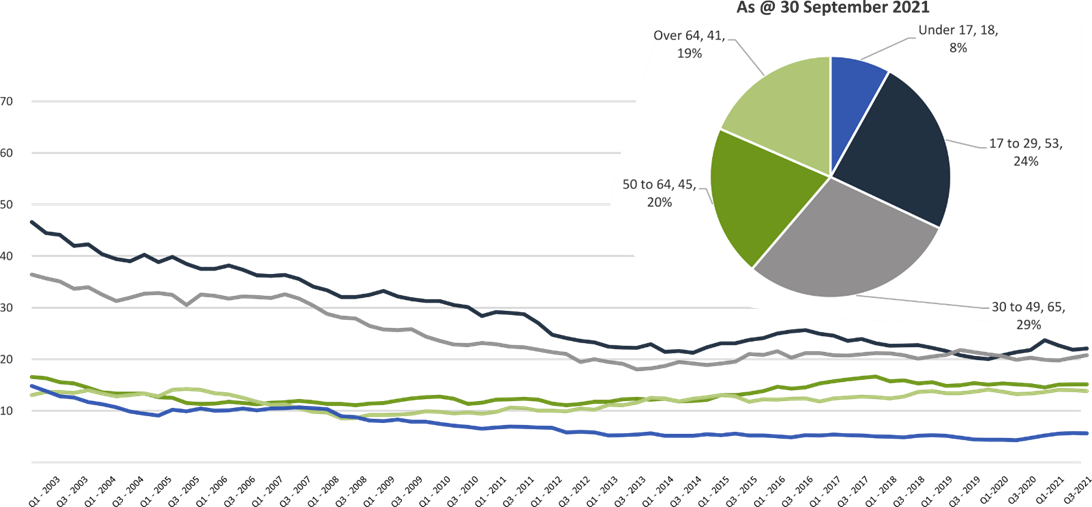 As @ 30 September 2021
Under 17, 18,
8%
Over 64, 41,
19%
17 to 29, 53,
24%
50 to 64, 45,
20%
30 to 49, 65,
29%
70
60
50
40
30
20
10
Q1 - 2003
Q3 - 2003
Q1 - 2004
Q3 - 2004
Q1 - 2005
Q3 - 2005
Q1 - 2006
Q3 - 2006
Q1 - 2007
Q3 - 2007
Q1 - 2008
Q3 - 2008
Q1 - 2009
Q3 - 2009
Q1 - 2010
Q3 - 2010
Q1 - 2011
Q3 - 2011
Q1 - 2012
Q3 - 2012
Q1 - 2013
Q3 - 2013
Q1 - 2014
Q3 - 2014
Q1 - 2015
Q3 - 2015
Q1 - 2016
Q3 - 2016
Q1 - 2017
Q3 - 2017
Q1 - 2018
Q3 - 2018
Q1 - 2019
Q3 - 2019
Q1-2020
Q3-2020
Q1-2021
Q3-2021